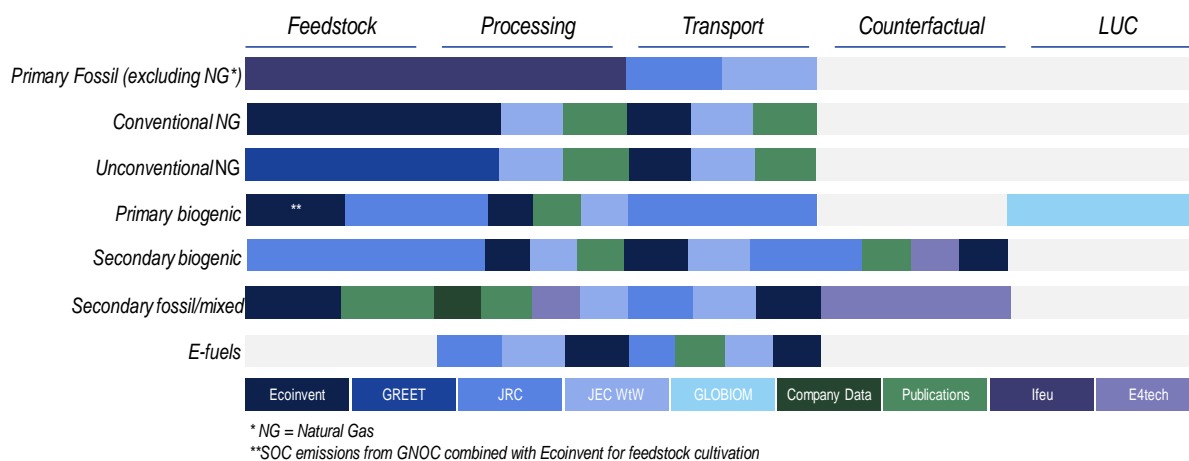 Feedstock Processing Transport Counterfactual LUC
Primary Fossil (excluding NG*)
Conventional NG
Unconventional NG
Primary biogenic **
Secondary biogenic
Secondary fossil/mixed
E-fuels
Ecoinvent GREET JRC JEC WtW GLOBIOM Company Data Publications Ifeu E4tech
* NG = Natural Gas
**SOC emissions from GNOC combined with Ecoinvent for feedstock cultivation